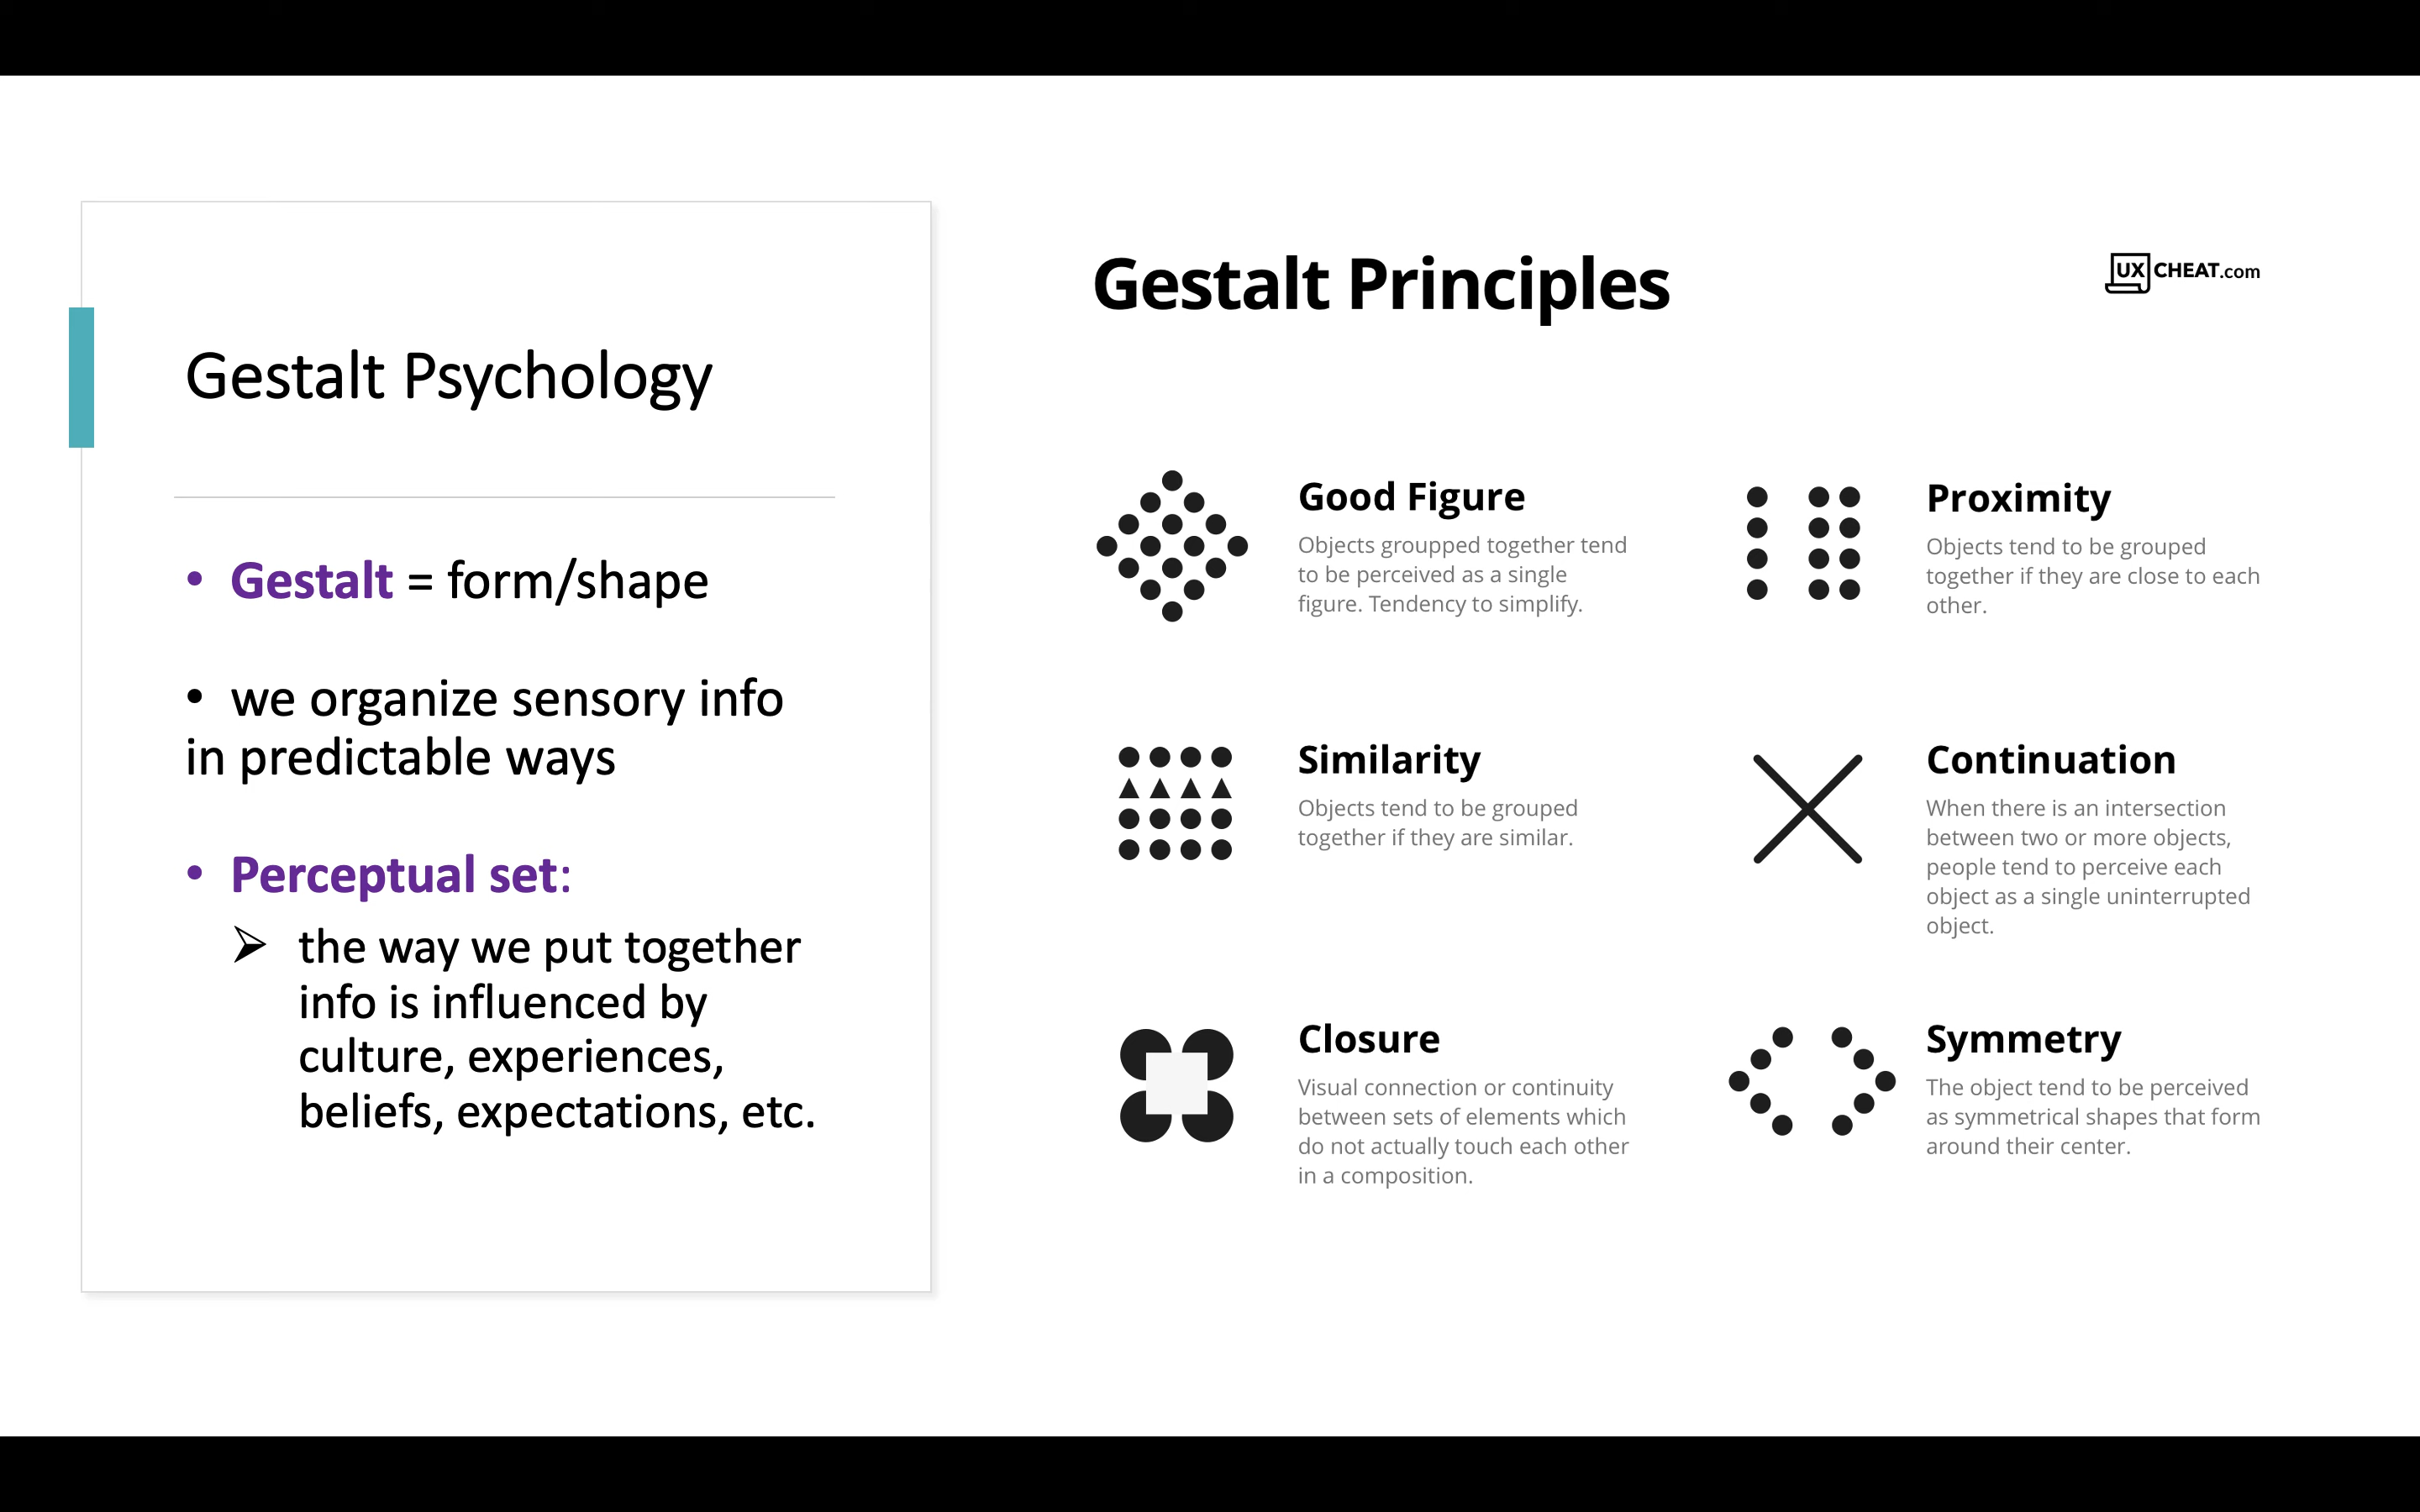 Gestalt Psychology
• Gestalt = form/shape
• we organize sensory info
in predictable ways
• Perceptual set:
➢ the way we put together
info is influenced by
culture, experiences,
beliefs, expectations, etc.
Gestalt Principles
UX CHEAT.com
Good Figure
Objects groupped together tend
to be perceived as a single
figure. Tendency to simplify.
Proximity
Objects tend to be grouped
together if they are close to each
other.
Similarity
Objects tend to be grouped
together if they are similar.
Continuation
When there is an intersection
between two or more objects,
people tend to perceive each
object as a single uninterrupted
object.
Closure
Visual connection or continuity
between sets of elements which
do not actually touch each other
in a composition.
Symmetry
The object tend to be perceived
as symmetrical shapes that form
around their center.